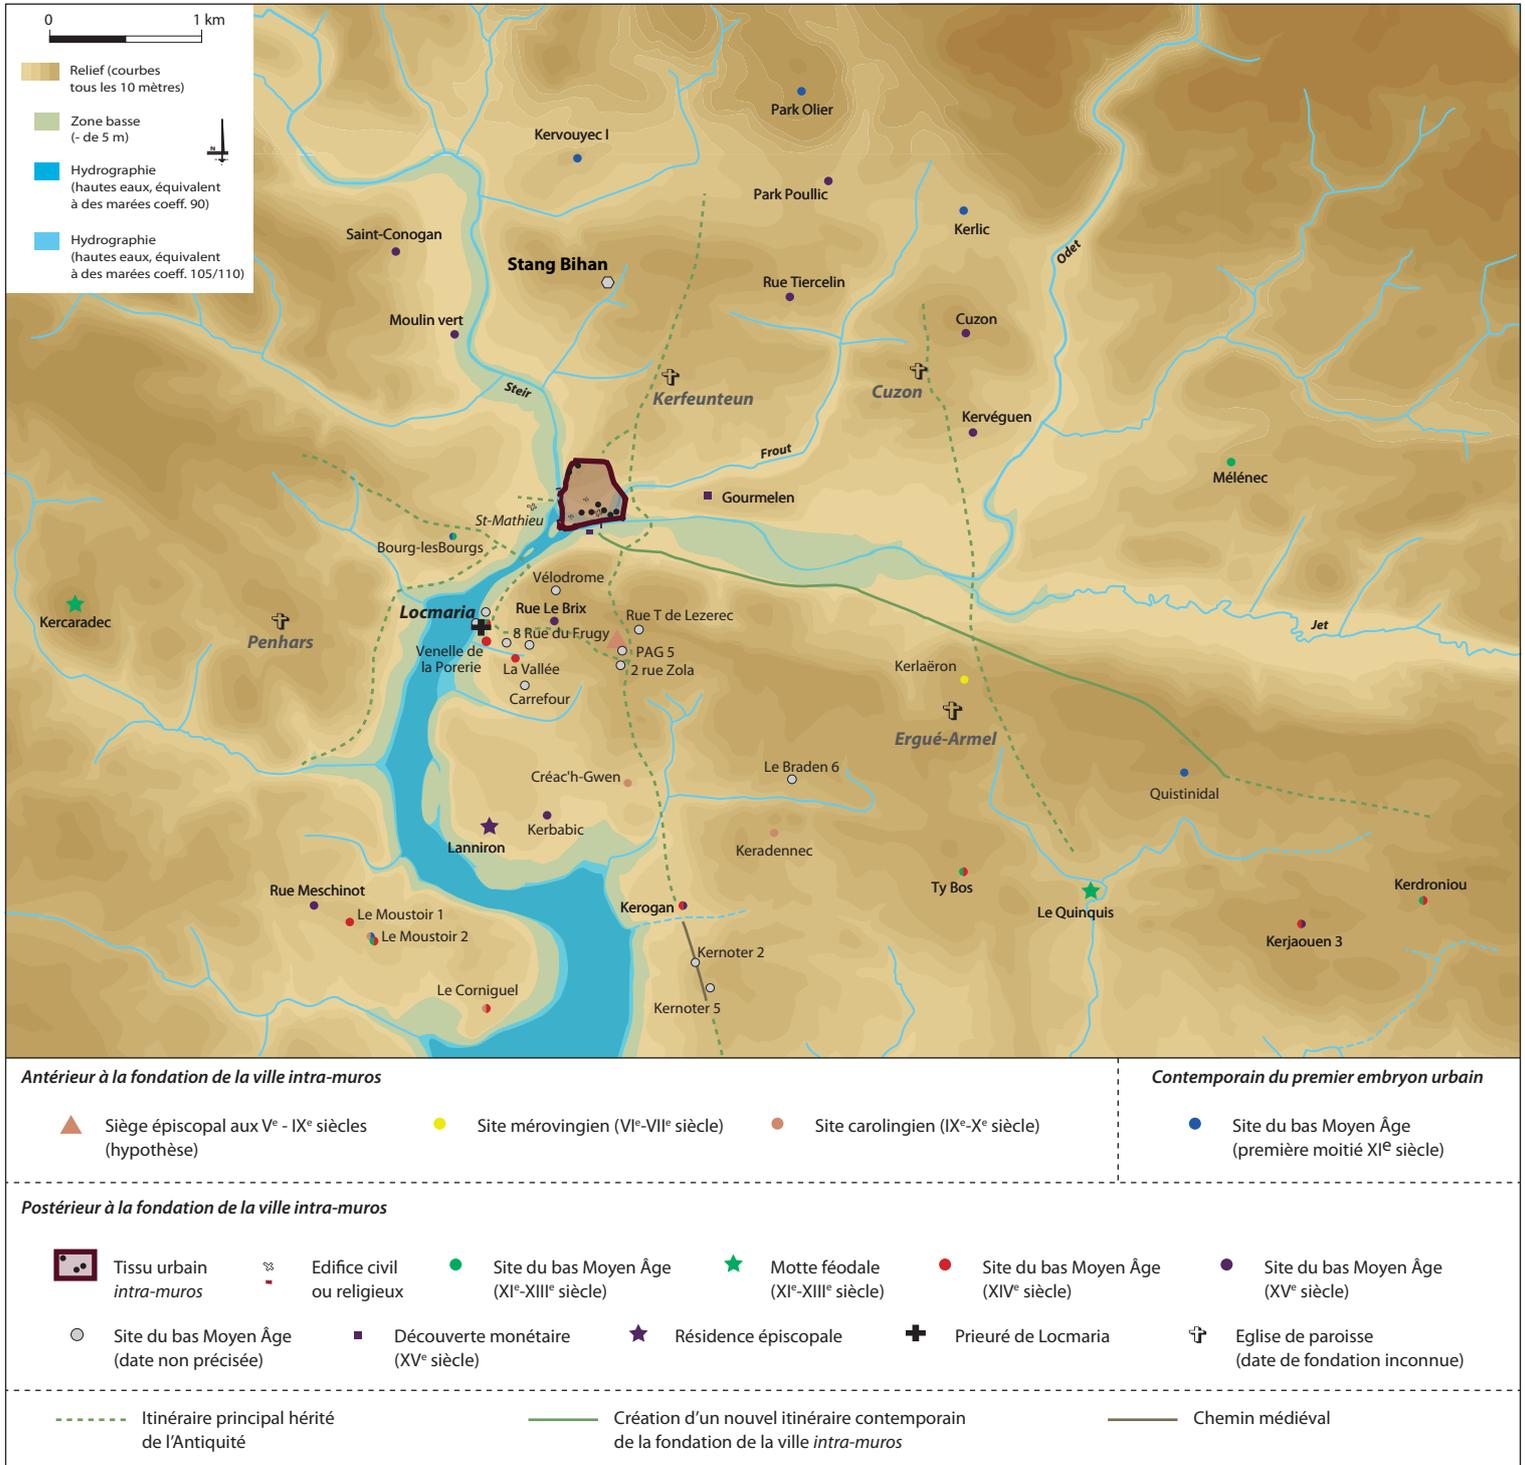 0 1 km
Relief (courbes
tous les 10 mètres)
Zone basse
(- de 5 m)
N
Hydrographie
(hautes eaux, équivalent
à des marées coeff. 90)
Hydrographie
(hautes eaux, équivalent
à des marées coeff. 105/110)
Park Olier
Kervouyec I
Park Poullic
Kerlic
Saint-Conogan
Odet
Stang Bihan
Rue Tiercelin
Moulin vert
Cuzon
Steir
Kerfeunteun
Cuzon
Kervéguen
Frout
Mélénec
Gourmelen
St-Mathieu
Bourg-lesBourgs
Vélodrome
Kercaradec
Locmaria
Rue Le Brix
Rue T de Lezerec
Jet
Penhars
8 Rue du Frugy
Venelle de
la Porerie
PAG 5
La Vallée
2 rue Zola
Kerlaëron
Carrefour
Ergué-Armel
Créac'h-Gwen
Le Braden 6
Quistinidal
Kerbabic
Lanniron
Keradennec
Rue Meschinot
Ty Bos
Kerdroniou
Kerogan
Le Quinquis
Le Moustoir 1
Le Moustoir 2
Kerjaouen 3
Kernoter 2
Le Corniguel
Kernoter 5
Antérieur à la fondation de la ville intra-muros
Contemporain du premier embryon urbain
Siège épiscopal aux Ve - IXe siècles
(hypothèse)
Site mérovingien (VIe-VIIe siècle)
Site carolingien (IXe-Xe siècle)
Site du bas Moyen Âge
(première moitié XIe siècle)
Postérieur à la fondation de la ville intra-muros
Tissu urbain
intra-muros
Edifice civil
ou religieux
Site du bas Moyen Âge
(XIe-XIIIe siècle)
Motte féodale
(XIe-XIIIe siècle)
Site du bas Moyen Âge
(XIVe siècle)
Site du bas Moyen Âge
(XVe siècle)
Site du bas Moyen Âge
(date non précisée)
Découverte monétaire
(XVe siècle)
Résidence épiscopale
Prieuré de Locmaria
Eglise de paroisse
(date de fondation inconnue)
Itinéraire principal hérité
de l'Antiquité
Création d'un nouvel itinéraire contemporain
de la fondation de la ville intra-muros
Chemin médiéval